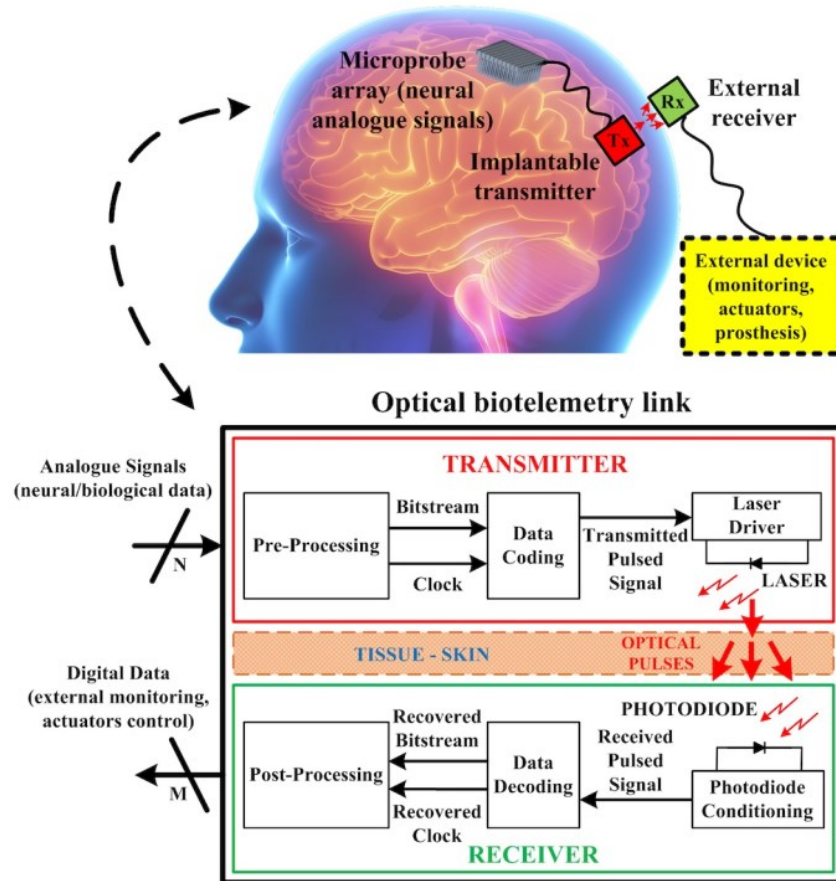 Microprobe
array (neural
analogue signals)
Tx
Rx
External
receiver
Implantable
transmitter
External device
(monitoring,
actuators,
prosthesis)
Optical biotelemetry link
Analogue Signals
(neural/biological data)
N
TRANSMITTER
Pre-Processing
Bitstream
Clock
Data
Coding
Transmitted
Pulsed
Signal
Laser
Driver
LASER
TISSUE - SKIN
OPTICAL
PULSES
Digital Data
(external monitoring,
actuators control)
M
Post-Processing
Recovered
Bitstream
Recovered
Clock
Data
Decoding
Received
Pulsed
Signal
PHOTODIODE
Photodiode
Conditioning
RECEIVER